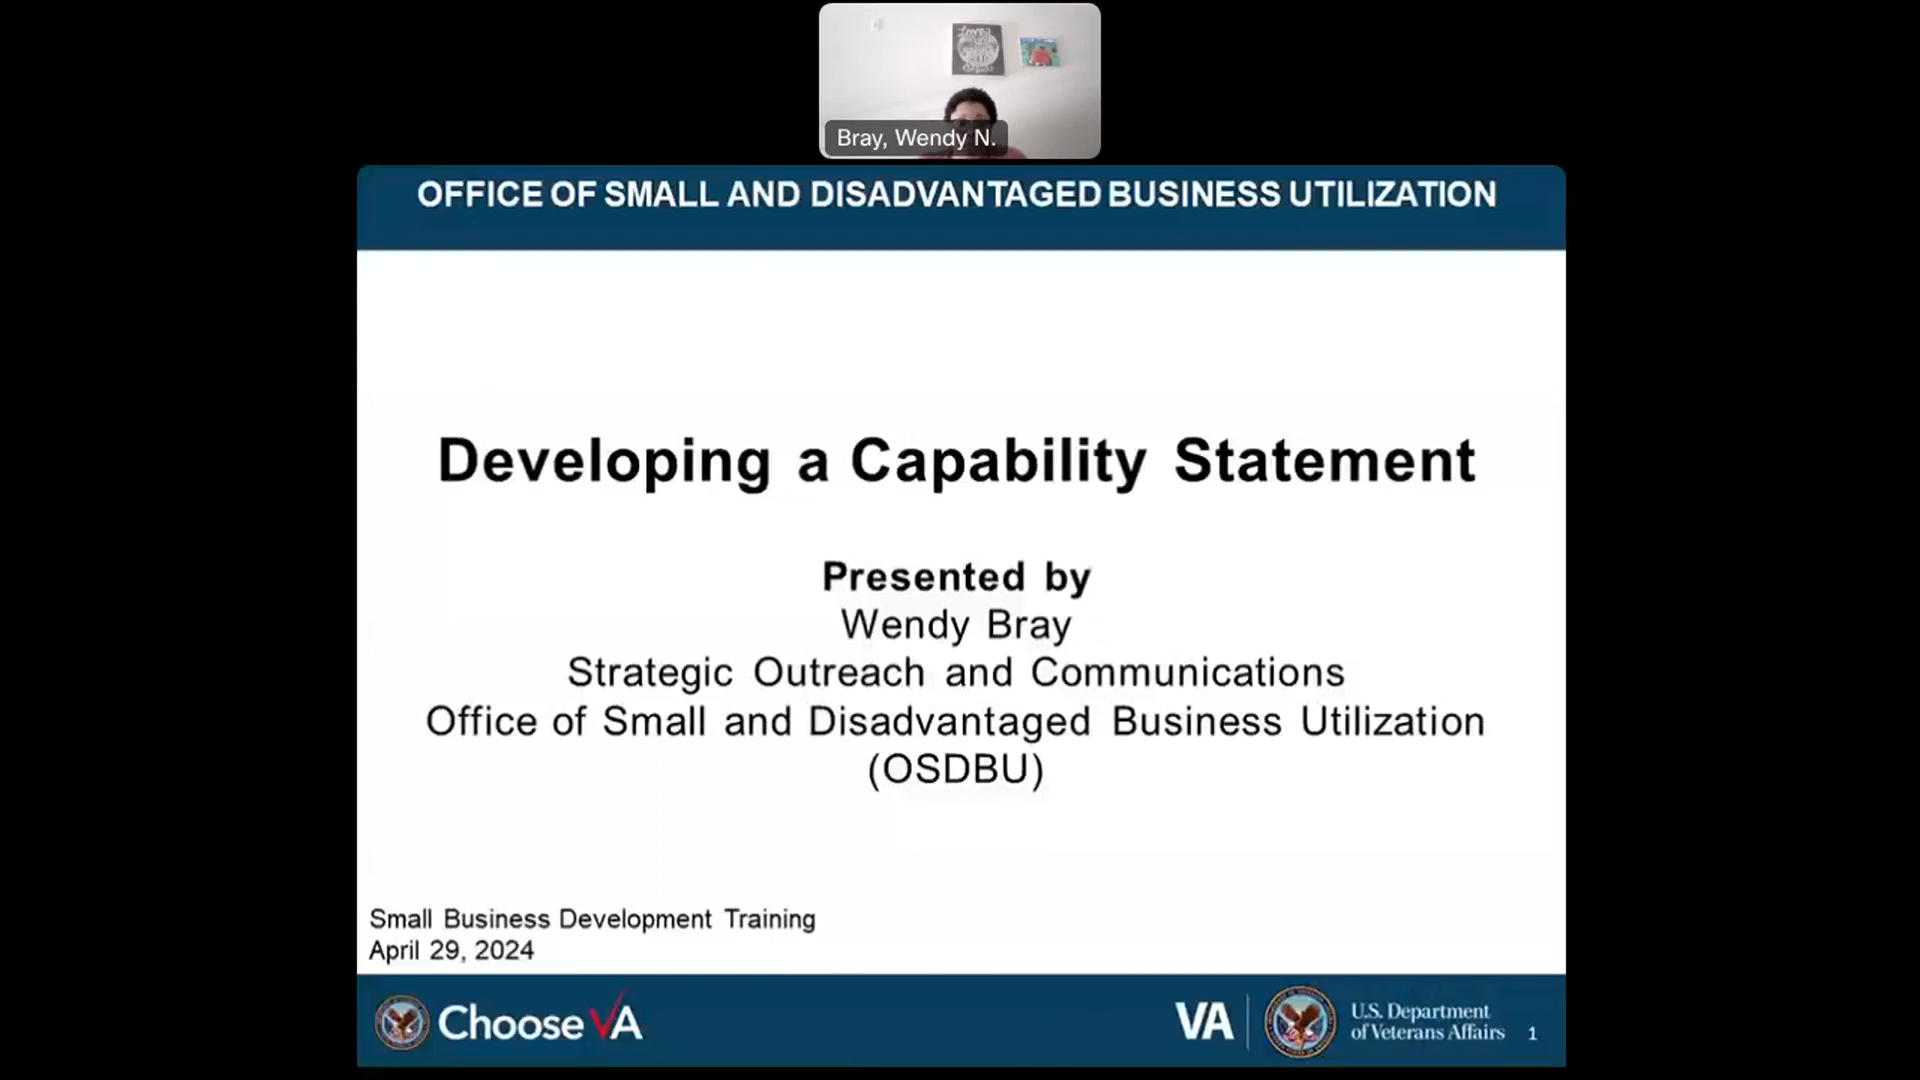 Bray, Wendy N.
OFFICE OF SMALL AND DISADVANTAGED BUSINESS UTILIZATION
Developing a Capability Statement
Presented by
Wendy Bray
Strategic Outreach and Communications
Office of Small and Disadvantaged Business Utilization
(OSDBU)
Small Business Development Training
April 29, 2024
Choose VA
VA
U.S. Department
of Veterans Affairs
1